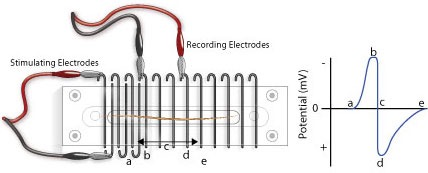 Recording Electrodes
Stimulating Electrodes
a
b
c
d
e
Potential (mV)
-
0
+
a
b
c
d
e